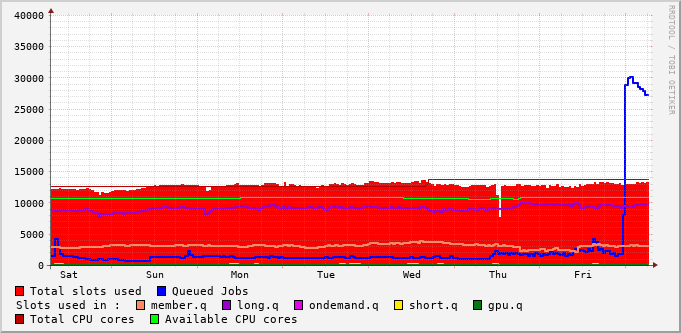 40000
35000
30000
25000
20000
15000
10000
5000
0
Sat Sun Mon Tue Wed Thu Fri
RRDTOOL / TOBI OETIKER
Total slots used Queued Jobs
Slots used in : member.q long.q ondemand.q short.q gpu.q
Total CPU cores Available CPU cores